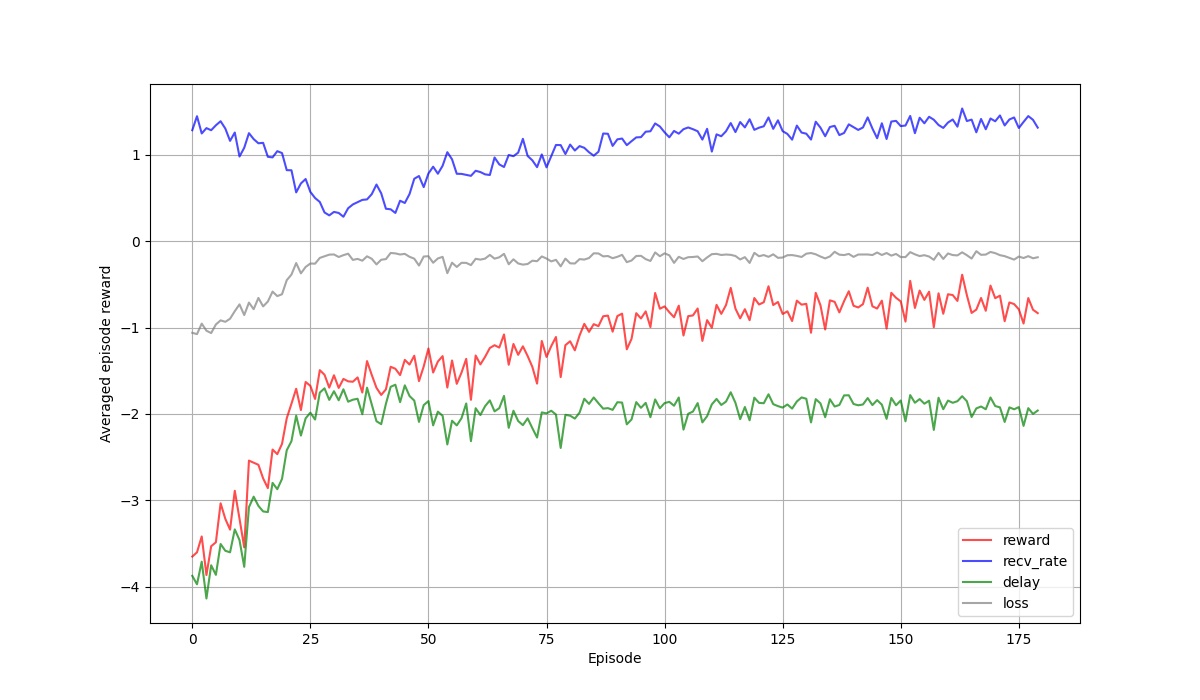 Averaged episode reward
1
0
−1
−2
−3
−4
0 25 50 75 100 125 150 175
Episode
reward
recv_rate
delay
loss